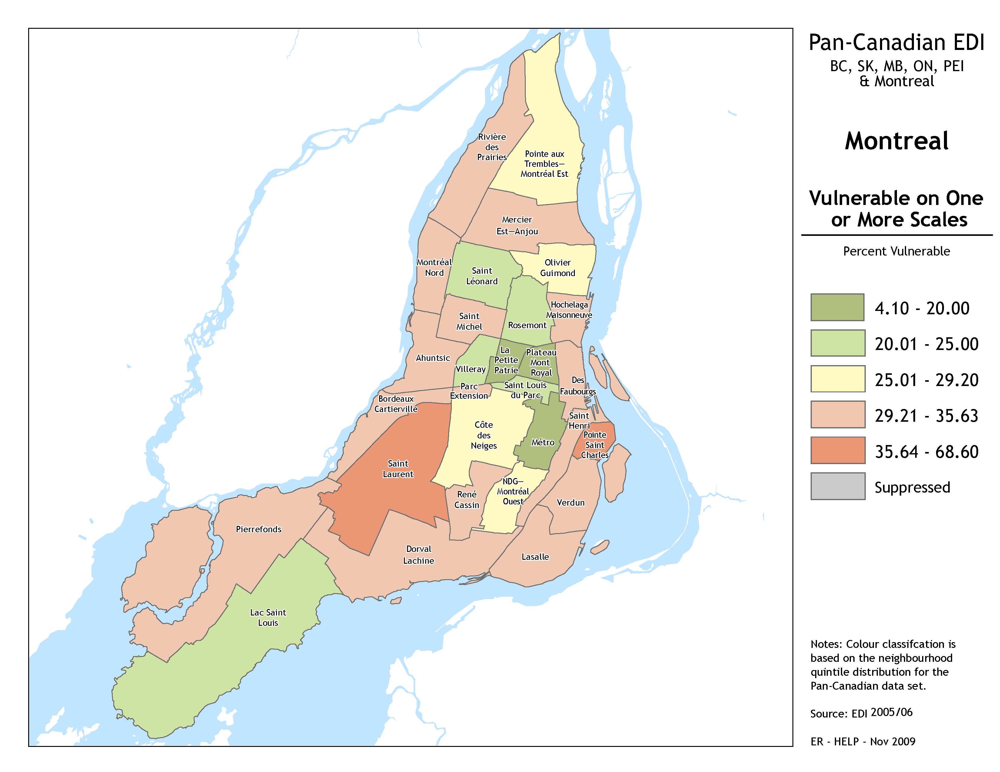 Pan-Canadian EDI
BC, SK, MB, ON, PEI
& Montreal
Montreal
Vulnerable on One
or More Scales
Percent Vulnerable
4.10 - 20.00
20.01 - 25.00
25.01 - 29.20
29.21 - 35.63
35.64 - 68.60
Suppressed
Notes: Colour classifcation is
based on the neighbourhood
quintile distribution for the
Pan-Canadian data set.
Source: EDI 2005/06
ER - HELP - Nov 2009
Rivière
des
Prairies
Pointe aux
Trembles—
Montréal Est
Mercier
Est—Anjou
Montréal
Nord
Saint
Léonard
Olivier
Guimond
Hochelaga
Maisonneuve
Saint
Michel
Rosemont
Ahuntsic
Villeray
La
Petite
Patrie
Plateau
Mont
Royal
Des
Faubourgs
Parc
Extension
Saint Louis
du Parc
Bordeaux
Cartierville
Saint
Henri
Côte
des
Neiges
Métro
Pointe
Saint
Charles
Saint
Laurent
René
Cassin
NDG—
Montréal
Ouest
Verdun
Pierrefonds
Dorval
Lachine
Lasalle
Lac Saint
Louis